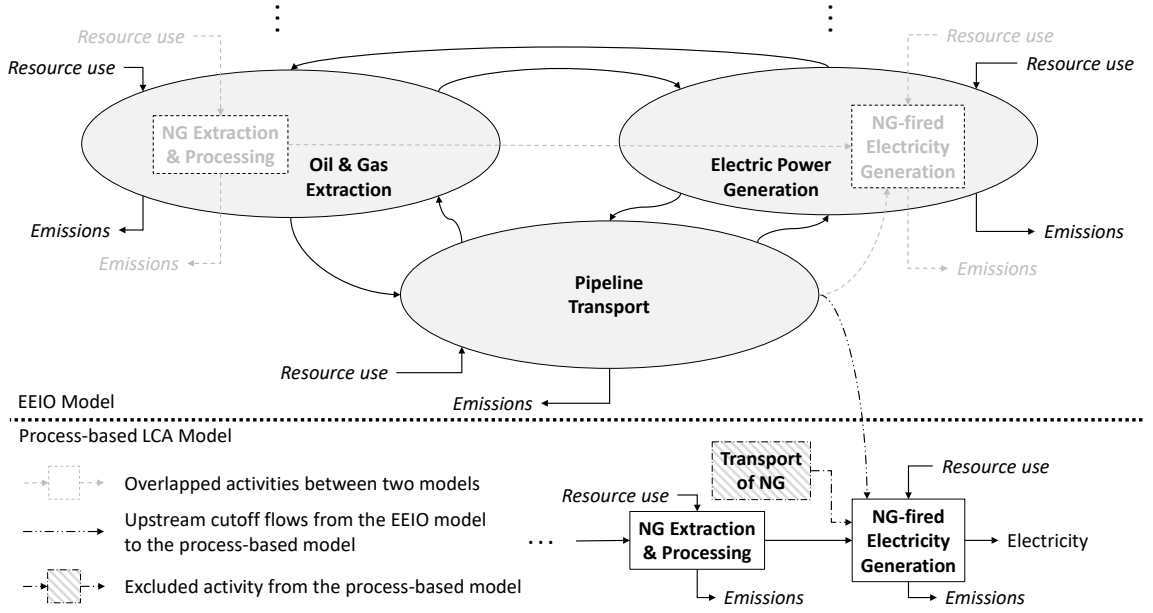 Resource use
Resource use
Resource use
Resource use
NG Extraction
& Processing
Oil & Gas
Extraction
Electric Power
Generation
NG-fired
Electricity
Generation
Emissions
Emissions
Emissions
Emissions
Pipeline
Transport
Resource use
Emissions
EEIO Model
Process-based LCA Model
Overlapped activities between two models
Upstream cutoff flows from the EEIO model
to the process-based model
Excluded activity from the process-based model
Transport
of NG
Resource use
Resource use
...
NG Extraction
& Processing
NG-fired
Electricity
Generation
Electricity
Emissions
Emissions